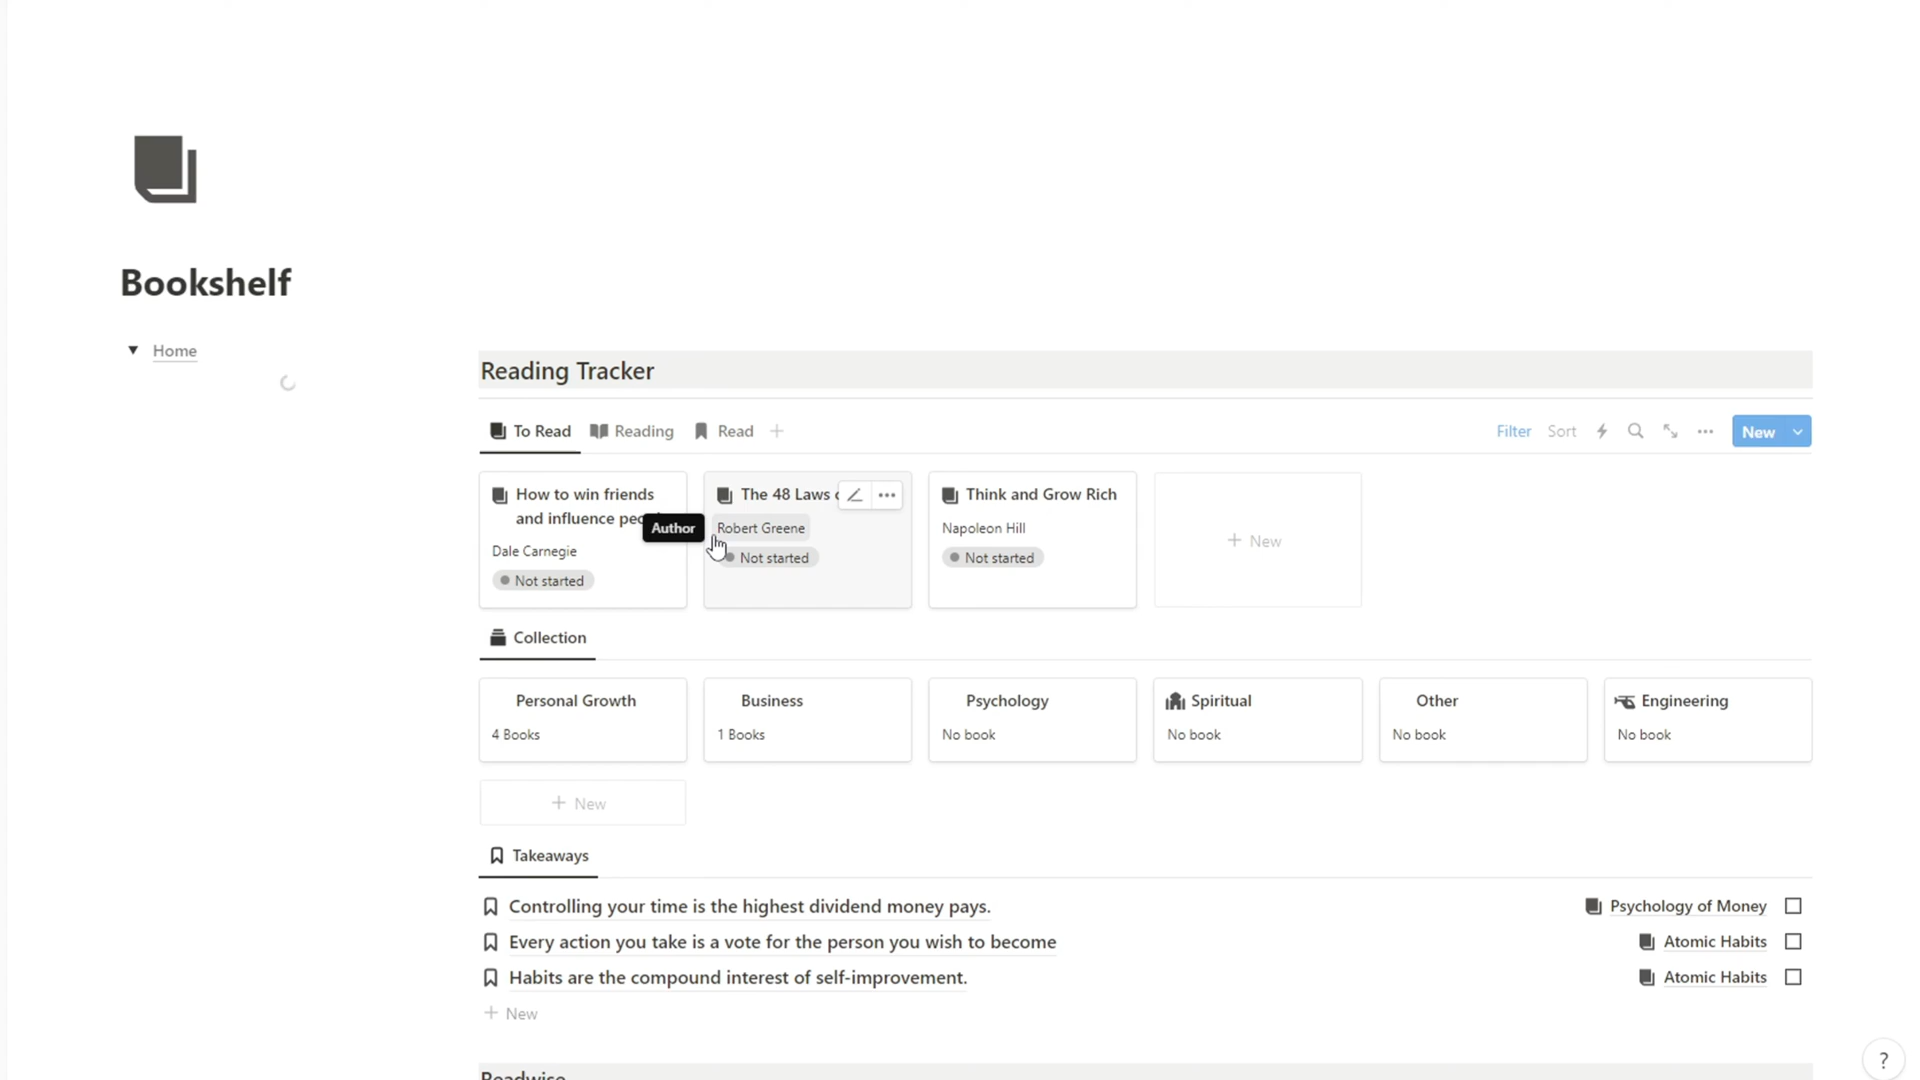 Bookshelf
Home
Reading Tracker
To Read
Reading
Read
Filter
Sort
New
How to win friends
and influence
Dale Carnegie
Not started
Author
The 48 Laws
Robert Greene
Not started
Think and Grow Rich
Napoleon Hill
Not started
New
Collection
Personal Growth
4 Books
Business
1 Books
Psychology
No book
Spiritual
No book
Other
No book
Engineering
No book
New
Takeaways
Controlling your time is the highest dividend money pays.
Psychology of Money
Every action you take is a vote for the person you wish to become
Atomic Habits
Habits are the compound interest of self-improvement.
Atomic Habits
New
Readwise
?